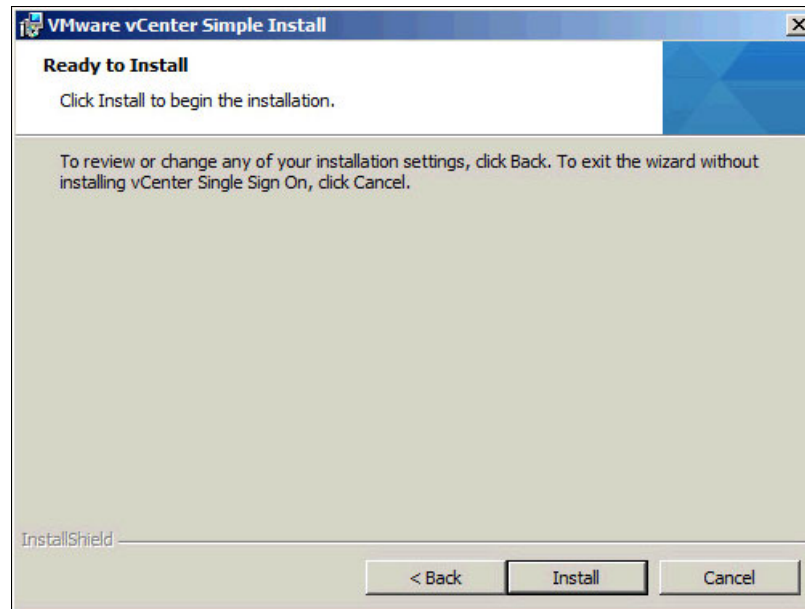 VMware vCenter Simple Install
Ready to Install
Click Install to begin the installation.
To review or change any of your installation settings, click Back. To exit the wizard without
installing vCenter Single Sign On, click Cancel.
InstallShield
< Back Install Cancel